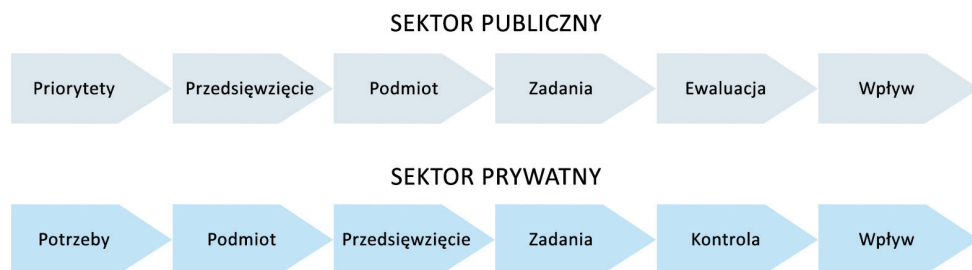 SEKTOR PUBLICZNY
Priorytety Przedsięwzięcie Podmiot Zadania Ewaluacja Wpływ
SEKTOR PRYWATNY
Potrzeby Podmiot Przedsięwzięcie Zadania Kontrola Wpływ